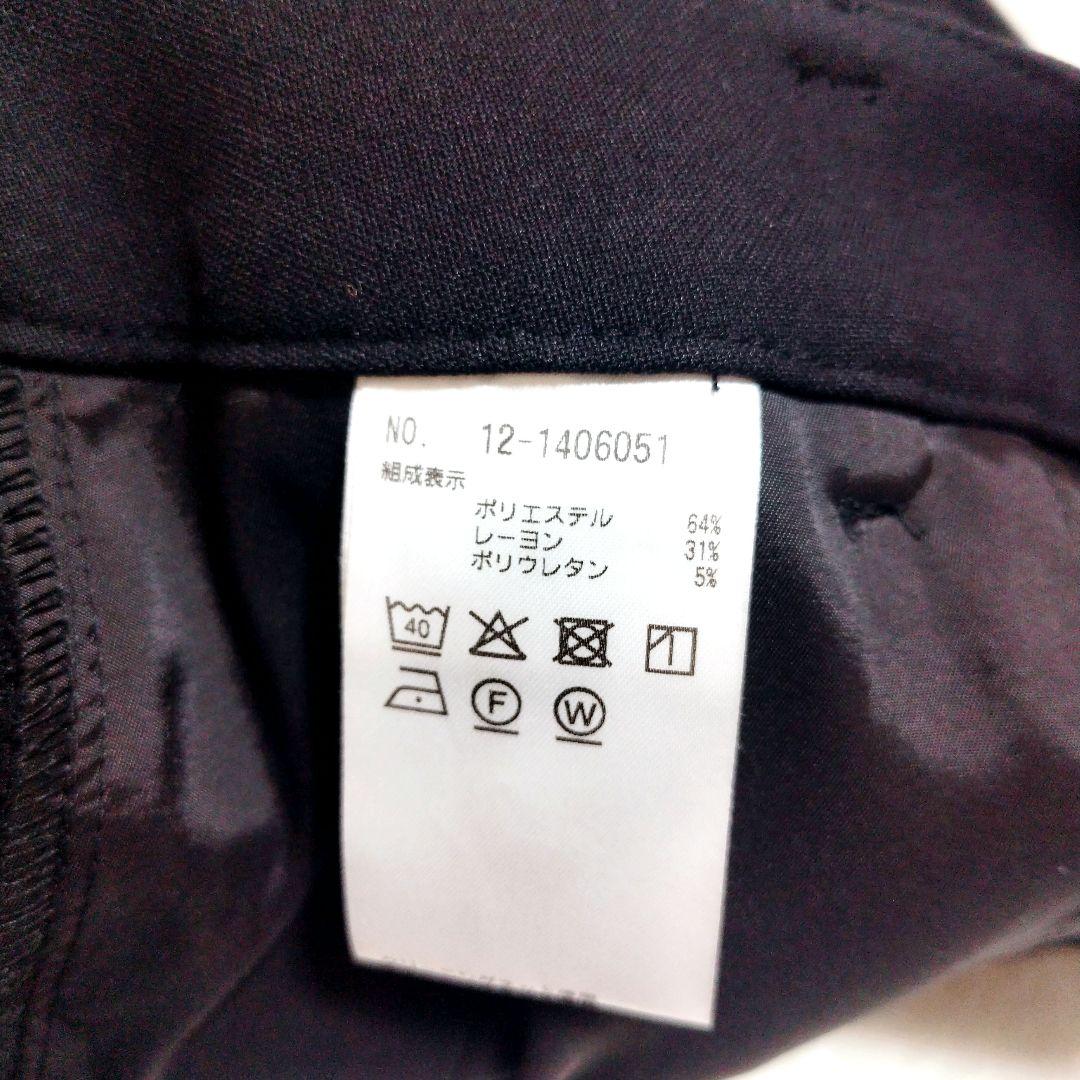 NO. 12-1406051
組成表示
ポリエステル 64%
レーヨン 31%
ポリウレタン 5%
40
F W